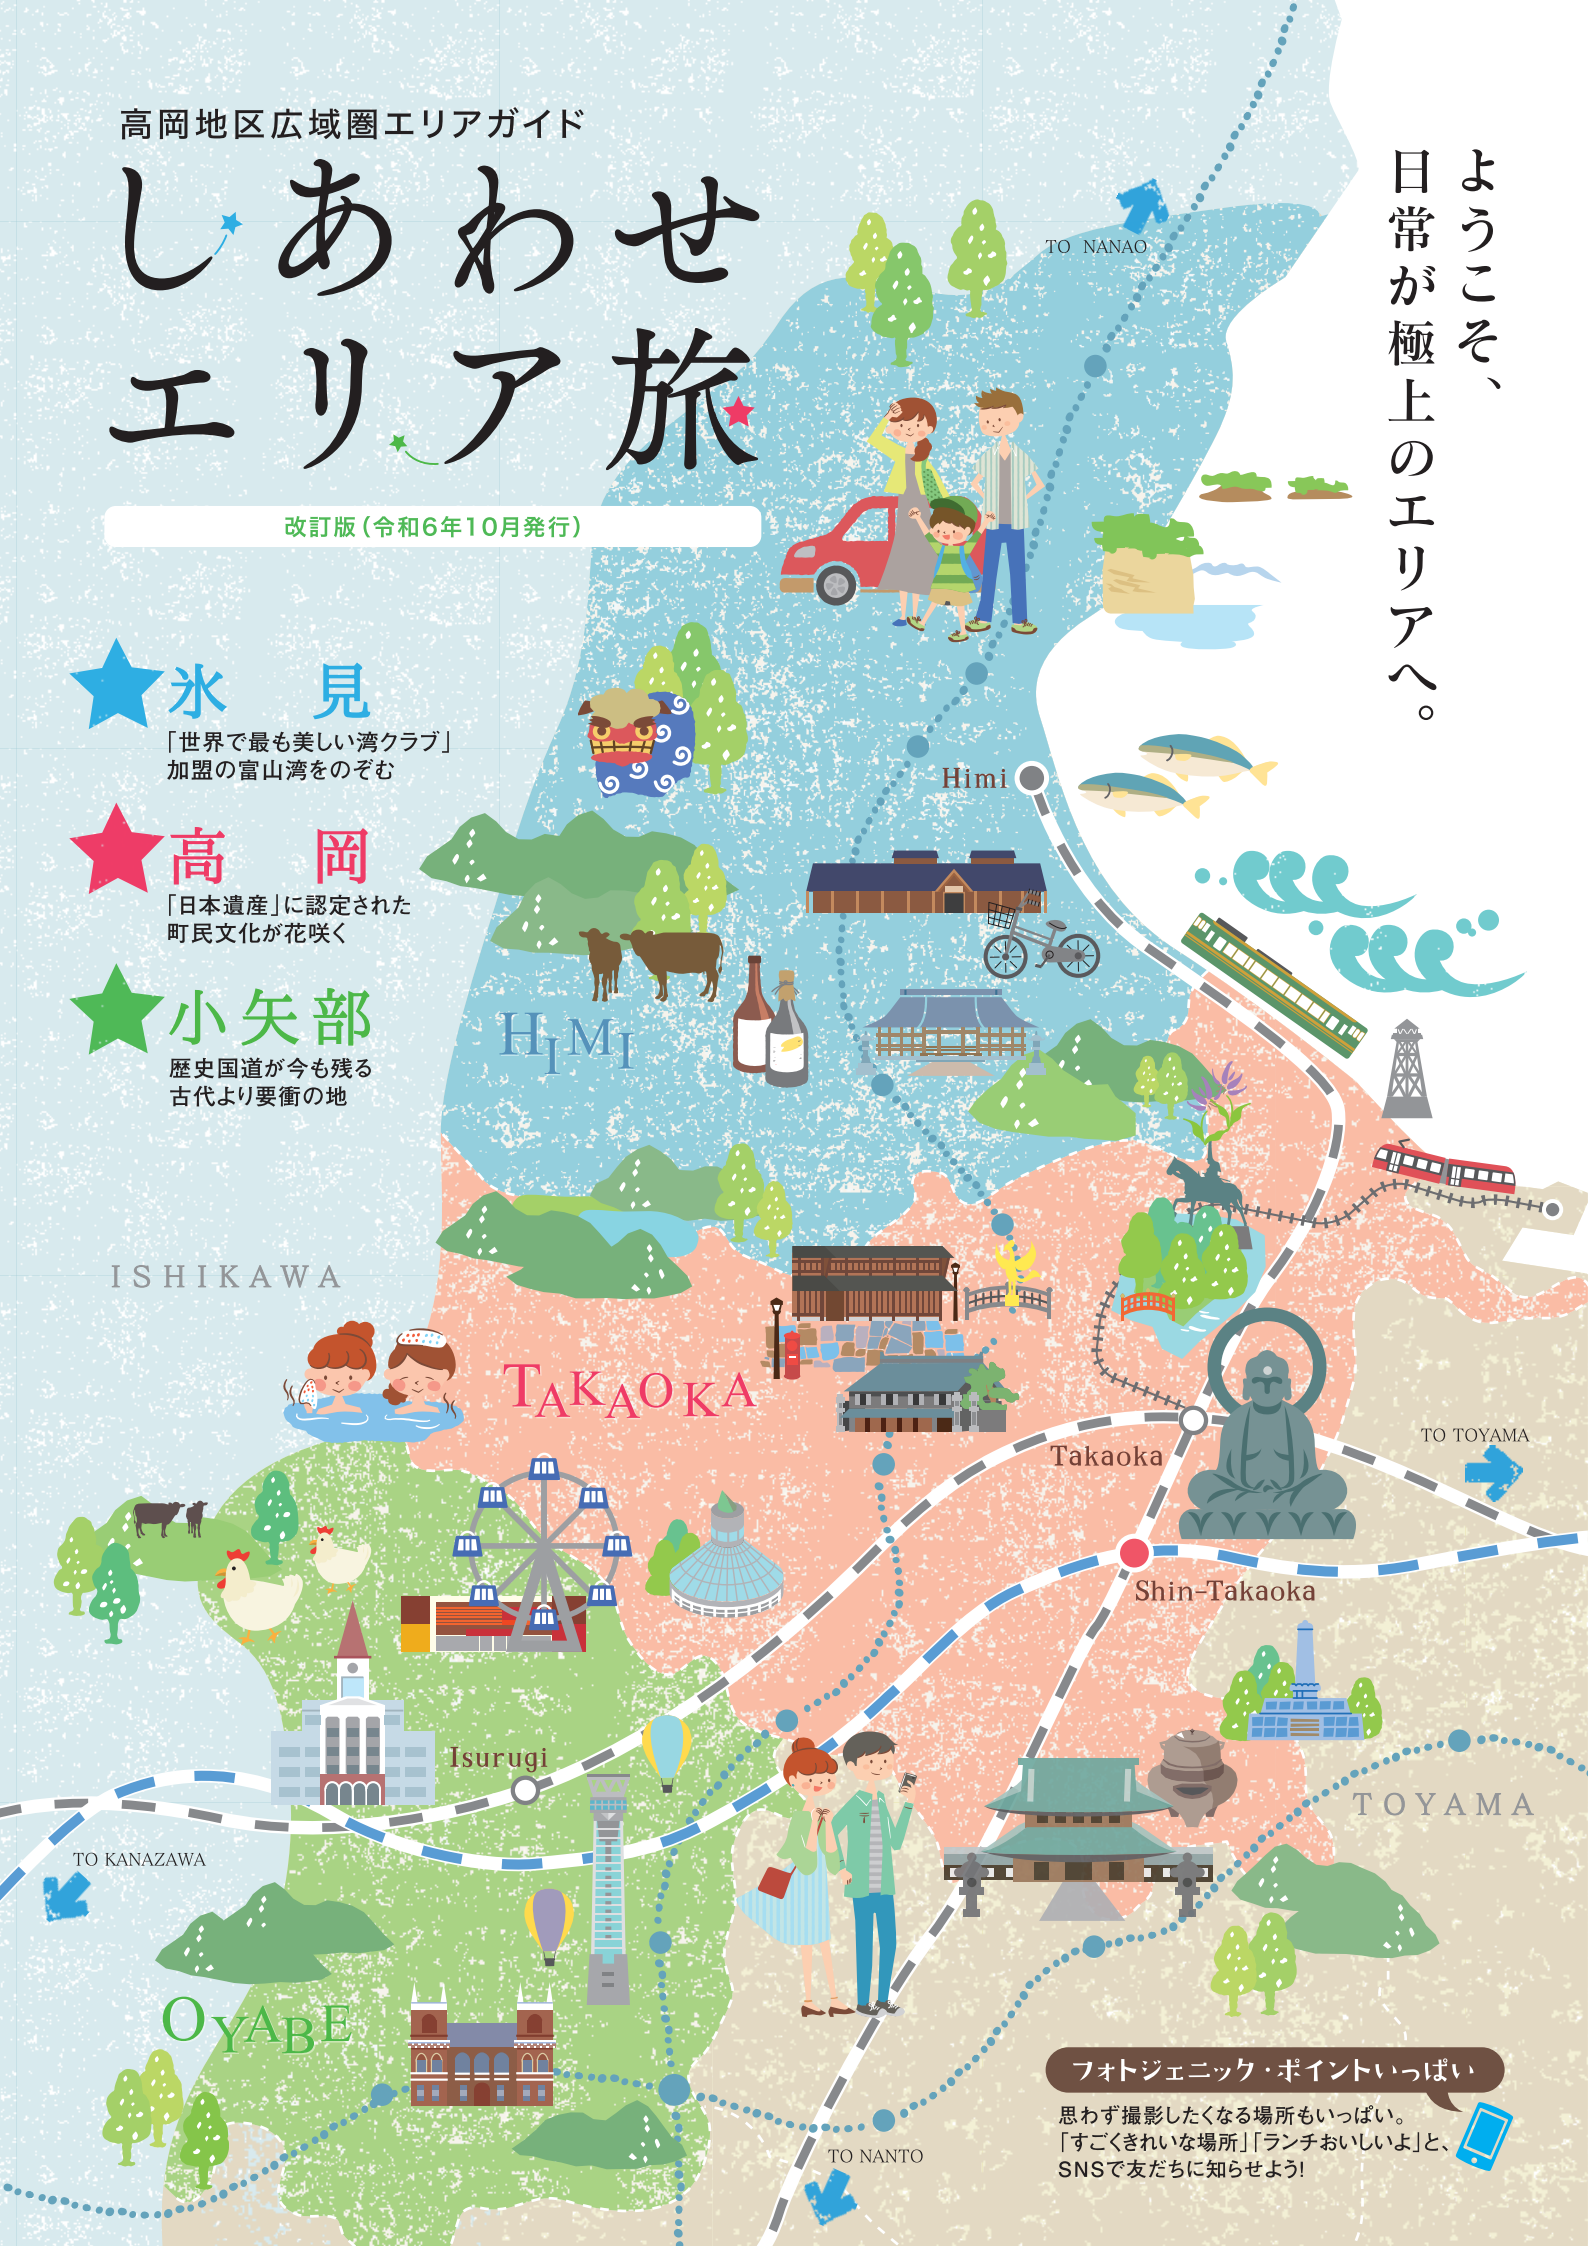 高岡地区広域圏エリアガイド
しあわせ
エリア旅
改訂版(令和6年10月発行)
ようこそ、
日常が極上のエリアへ。
TO NANAO
氷見
「世界で最も美しい湾クラブ」
加盟の富山湾をのぞむ
高岡
「日本遺産」に認定された
町民文化が花咲く
小矢部
歴史国道が今も残る
古代より要衝の地
Himi
HIMI
ISHIKAWA
TAKAOKA
Takaoka
TO TOYAMA
Shin-Takaoka
Isurugi
TOYAMA
TO KANAZAWA
OYABE
TO NANTO
フォトジェニック・ポイントいっぱい
思わず撮影したくなる場所もいっぱい。
「すごくきれいな場所」「ランチおいしいよ」と、
SNSで友だちに知らせよう!